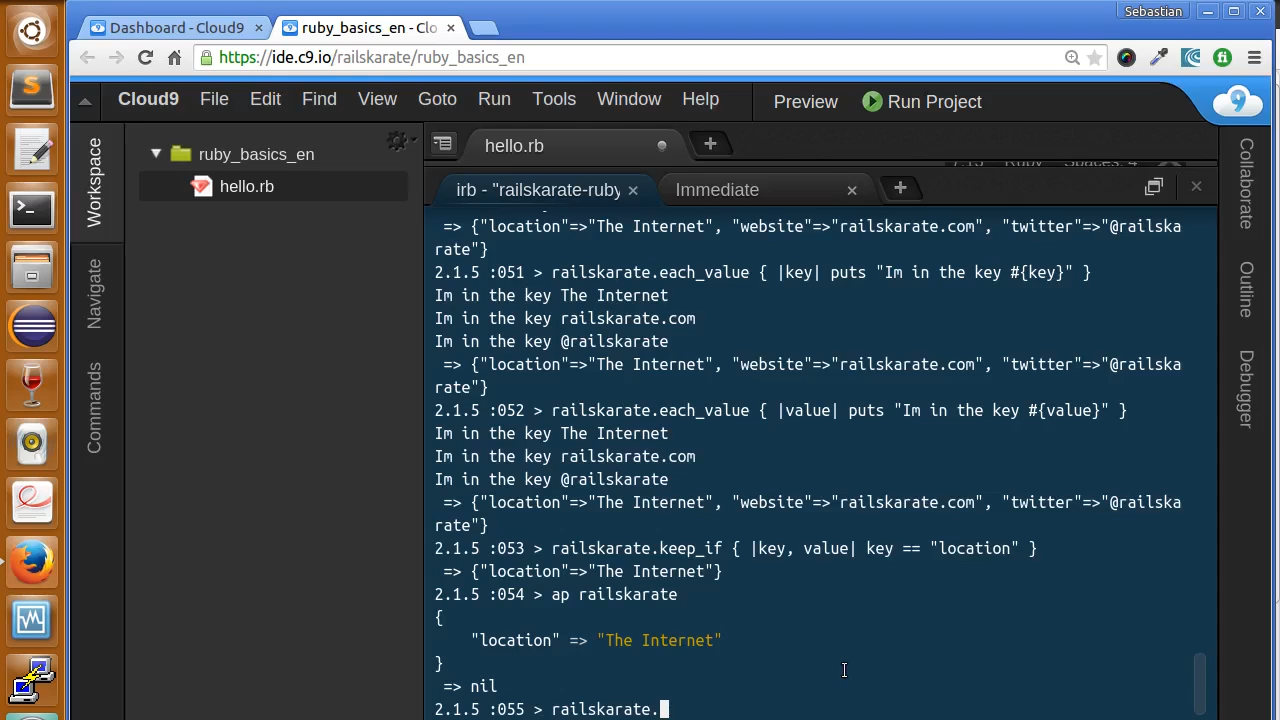 Sebastian
Dashboard - Cloud9
ruby_basics_en - Clo
https://ide.c9.io/railskarate/ruby_basics_en
Cloud9 File Edit Find View Goto Run Tools Window Help Preview Run Project
Workspace
Navigate
Commands
ruby_basics_en
hello.rb
hello.rb
irb - "railskarate-ruby
Immediate
=> {"location"=>"The Internet", "website"=>"railskarate.com", "twitter"=>"@railska
rate"}
2.1.5 :051 > railskarate.each_value { |key| puts "Im in the key #{key}" }
Im in the key The Internet
Im in the key railskarate.com
Im in the key @railskarate
=> {"location"=>"The Internet", "website"=>"railskarate.com", "twitter"=>"@railska
rate"}
2.1.5 :052 > railskarate.each_value { |value| puts "Im in the key #{value}" }
Im in the key The Internet
Im in the key railskarate.com
Im in the key @railskarate
=> {"location"=>"The Internet", "website"=>"railskarate.com", "twitter"=>"@railska
rate"}
2.1.5 :053 > railskarate.keep_if { |key, value| key == "location" }
=> {"location"=>"The Internet"}
2.1.5 :054 > ap railskarate
{
"location" => "The Internet"
}
=> nil
2.1.5 :055 > railskarate.
Collaborate
Outline
Debugger